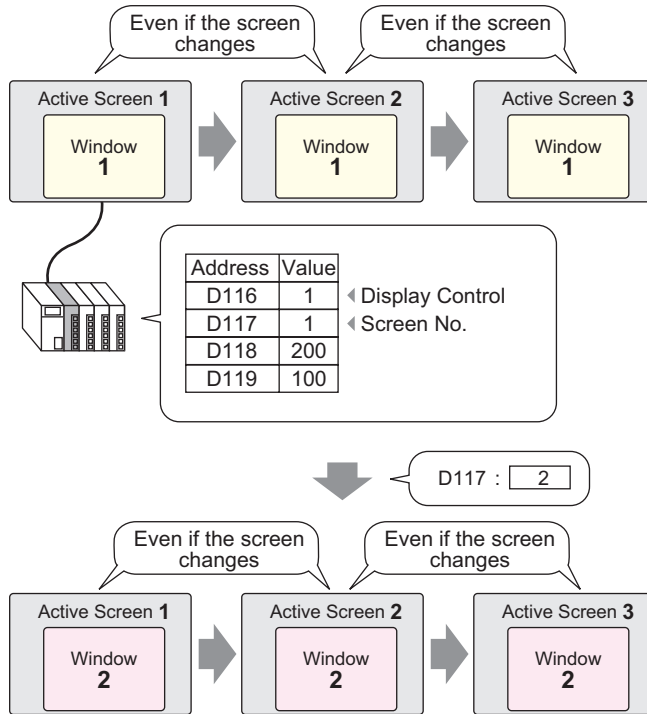 Even if the screen
changes
Even if the screen
changes
Active Screen 1
Active Screen 2
Active Screen 3
Window
1
Window
1
Window
1
Address Value
D116 1 Display Control
D117 1 Screen No.
D118 200
D119 100
D117 : 2
Even if the screen
changes
Even if the screen
changes
Active Screen 1
Active Screen 2
Active Screen 3
Window
2
Window
2
Window
2